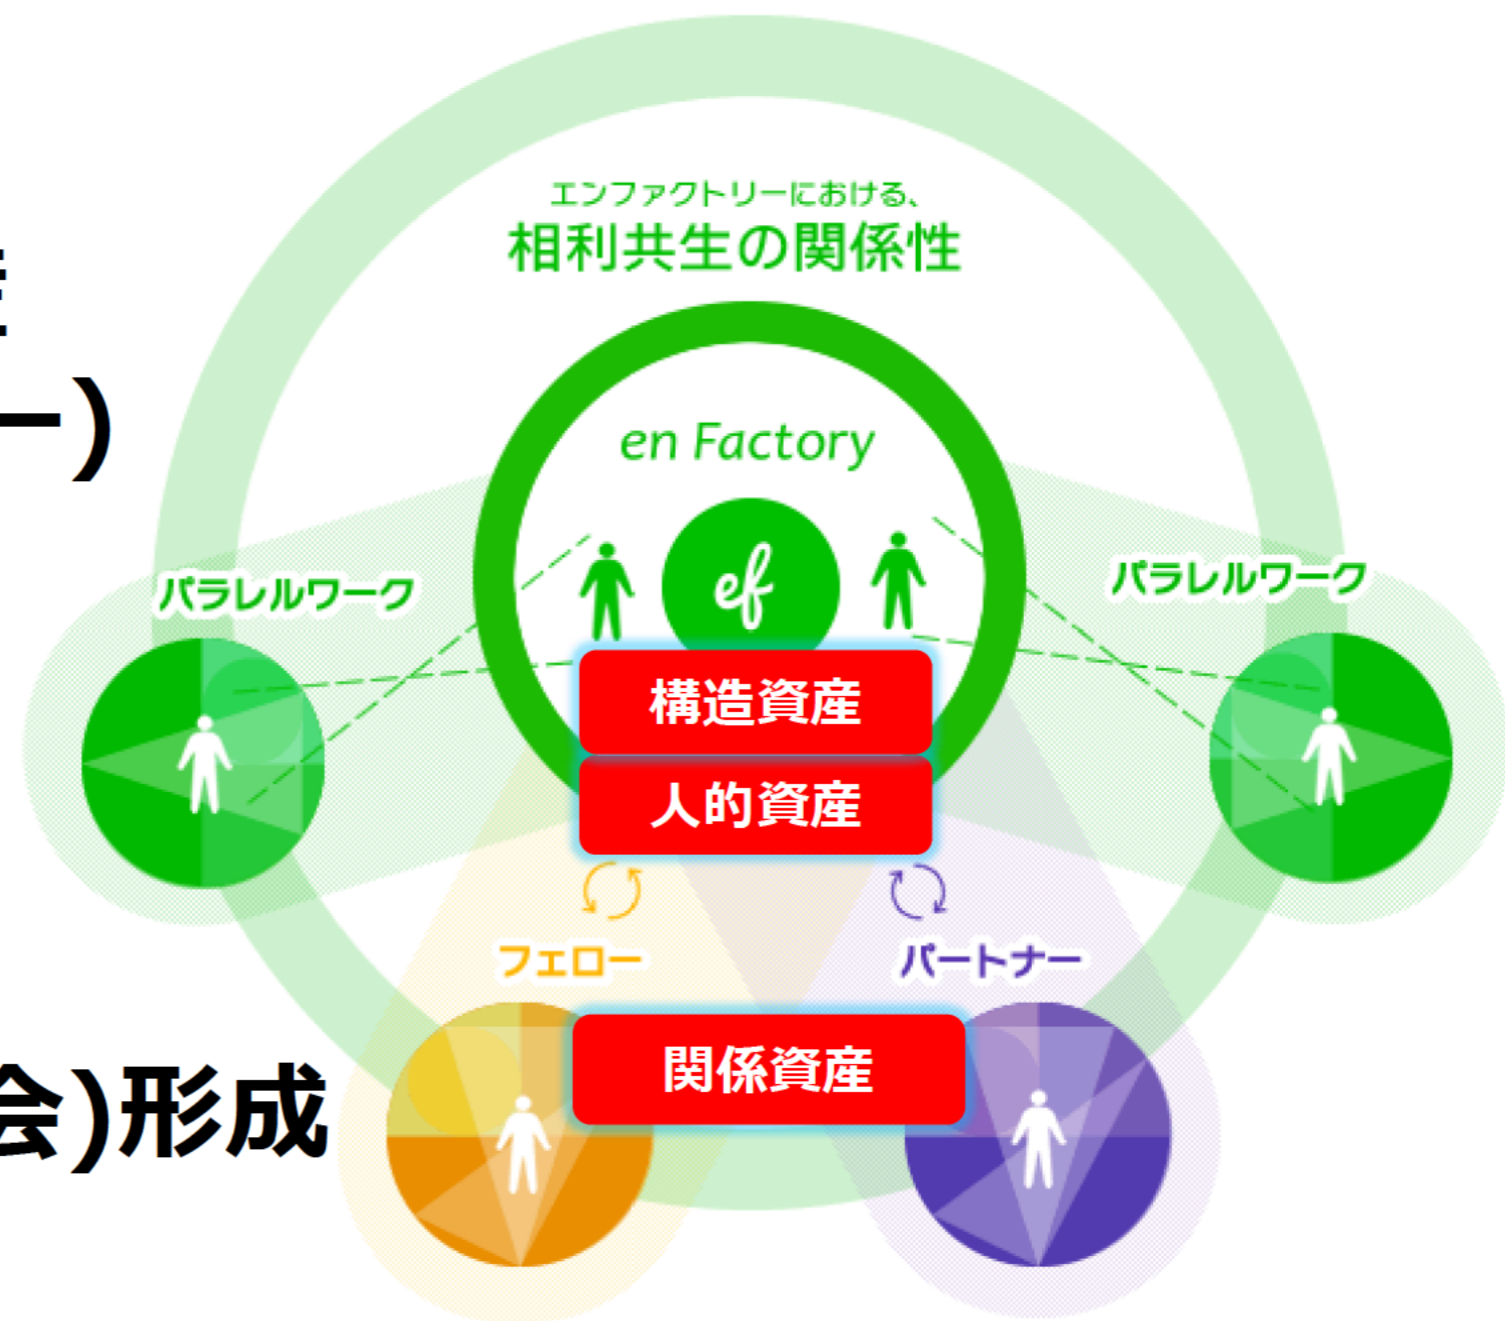 エンファクトリーにおける、
相利共生の関係性
ー)
en Factory
ef
パラレルワーク
パラレルワーク
構造資産
人的資産
フェロー
パートナー
関係資産
会)形成